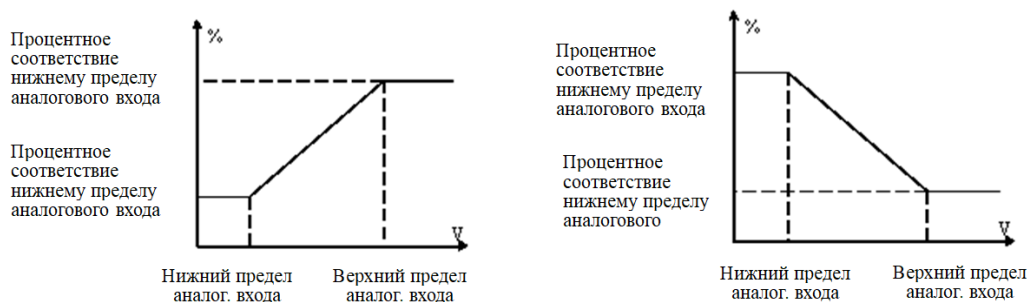 %
Процентное
соответствие
нижнему пределу
аналогового входа
Процентное
соответствие
нижнему пределу
аналогового входа
V
Нижний предел
аналог. входа
Верхний предел
аналог. входа
%
Процентное
соответствие
нижнему пределу
аналогового входа
Процентное
соответствие
нижнему пределу
аналогового
V
Нижний предел
аналог. входа
Верхний предел
аналог. входа